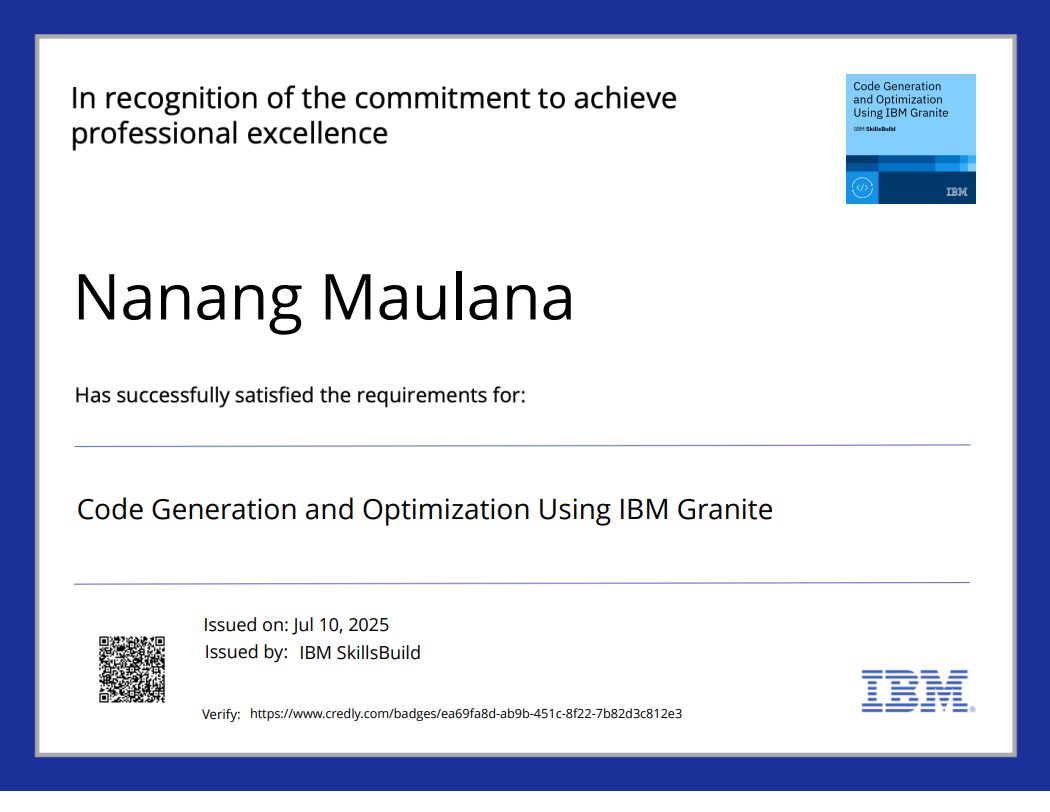 In recognition of the commitment to achieve
professional excellence
Code Generation
and Optimization
Using IBM Granite
IBM SkillsBuild
</>
IBM
Nanang Maulana
Has successfully satisfied the requirements for:
Code Generation and Optimization Using IBM Granite
Issued on: Jul 10, 2025
Issued by: IBM SkillsBuild
Verify: https://www.credly.com/badges/ea69fa8d-ab9b-451c-8f22-7b82d3c812e3
IBM®